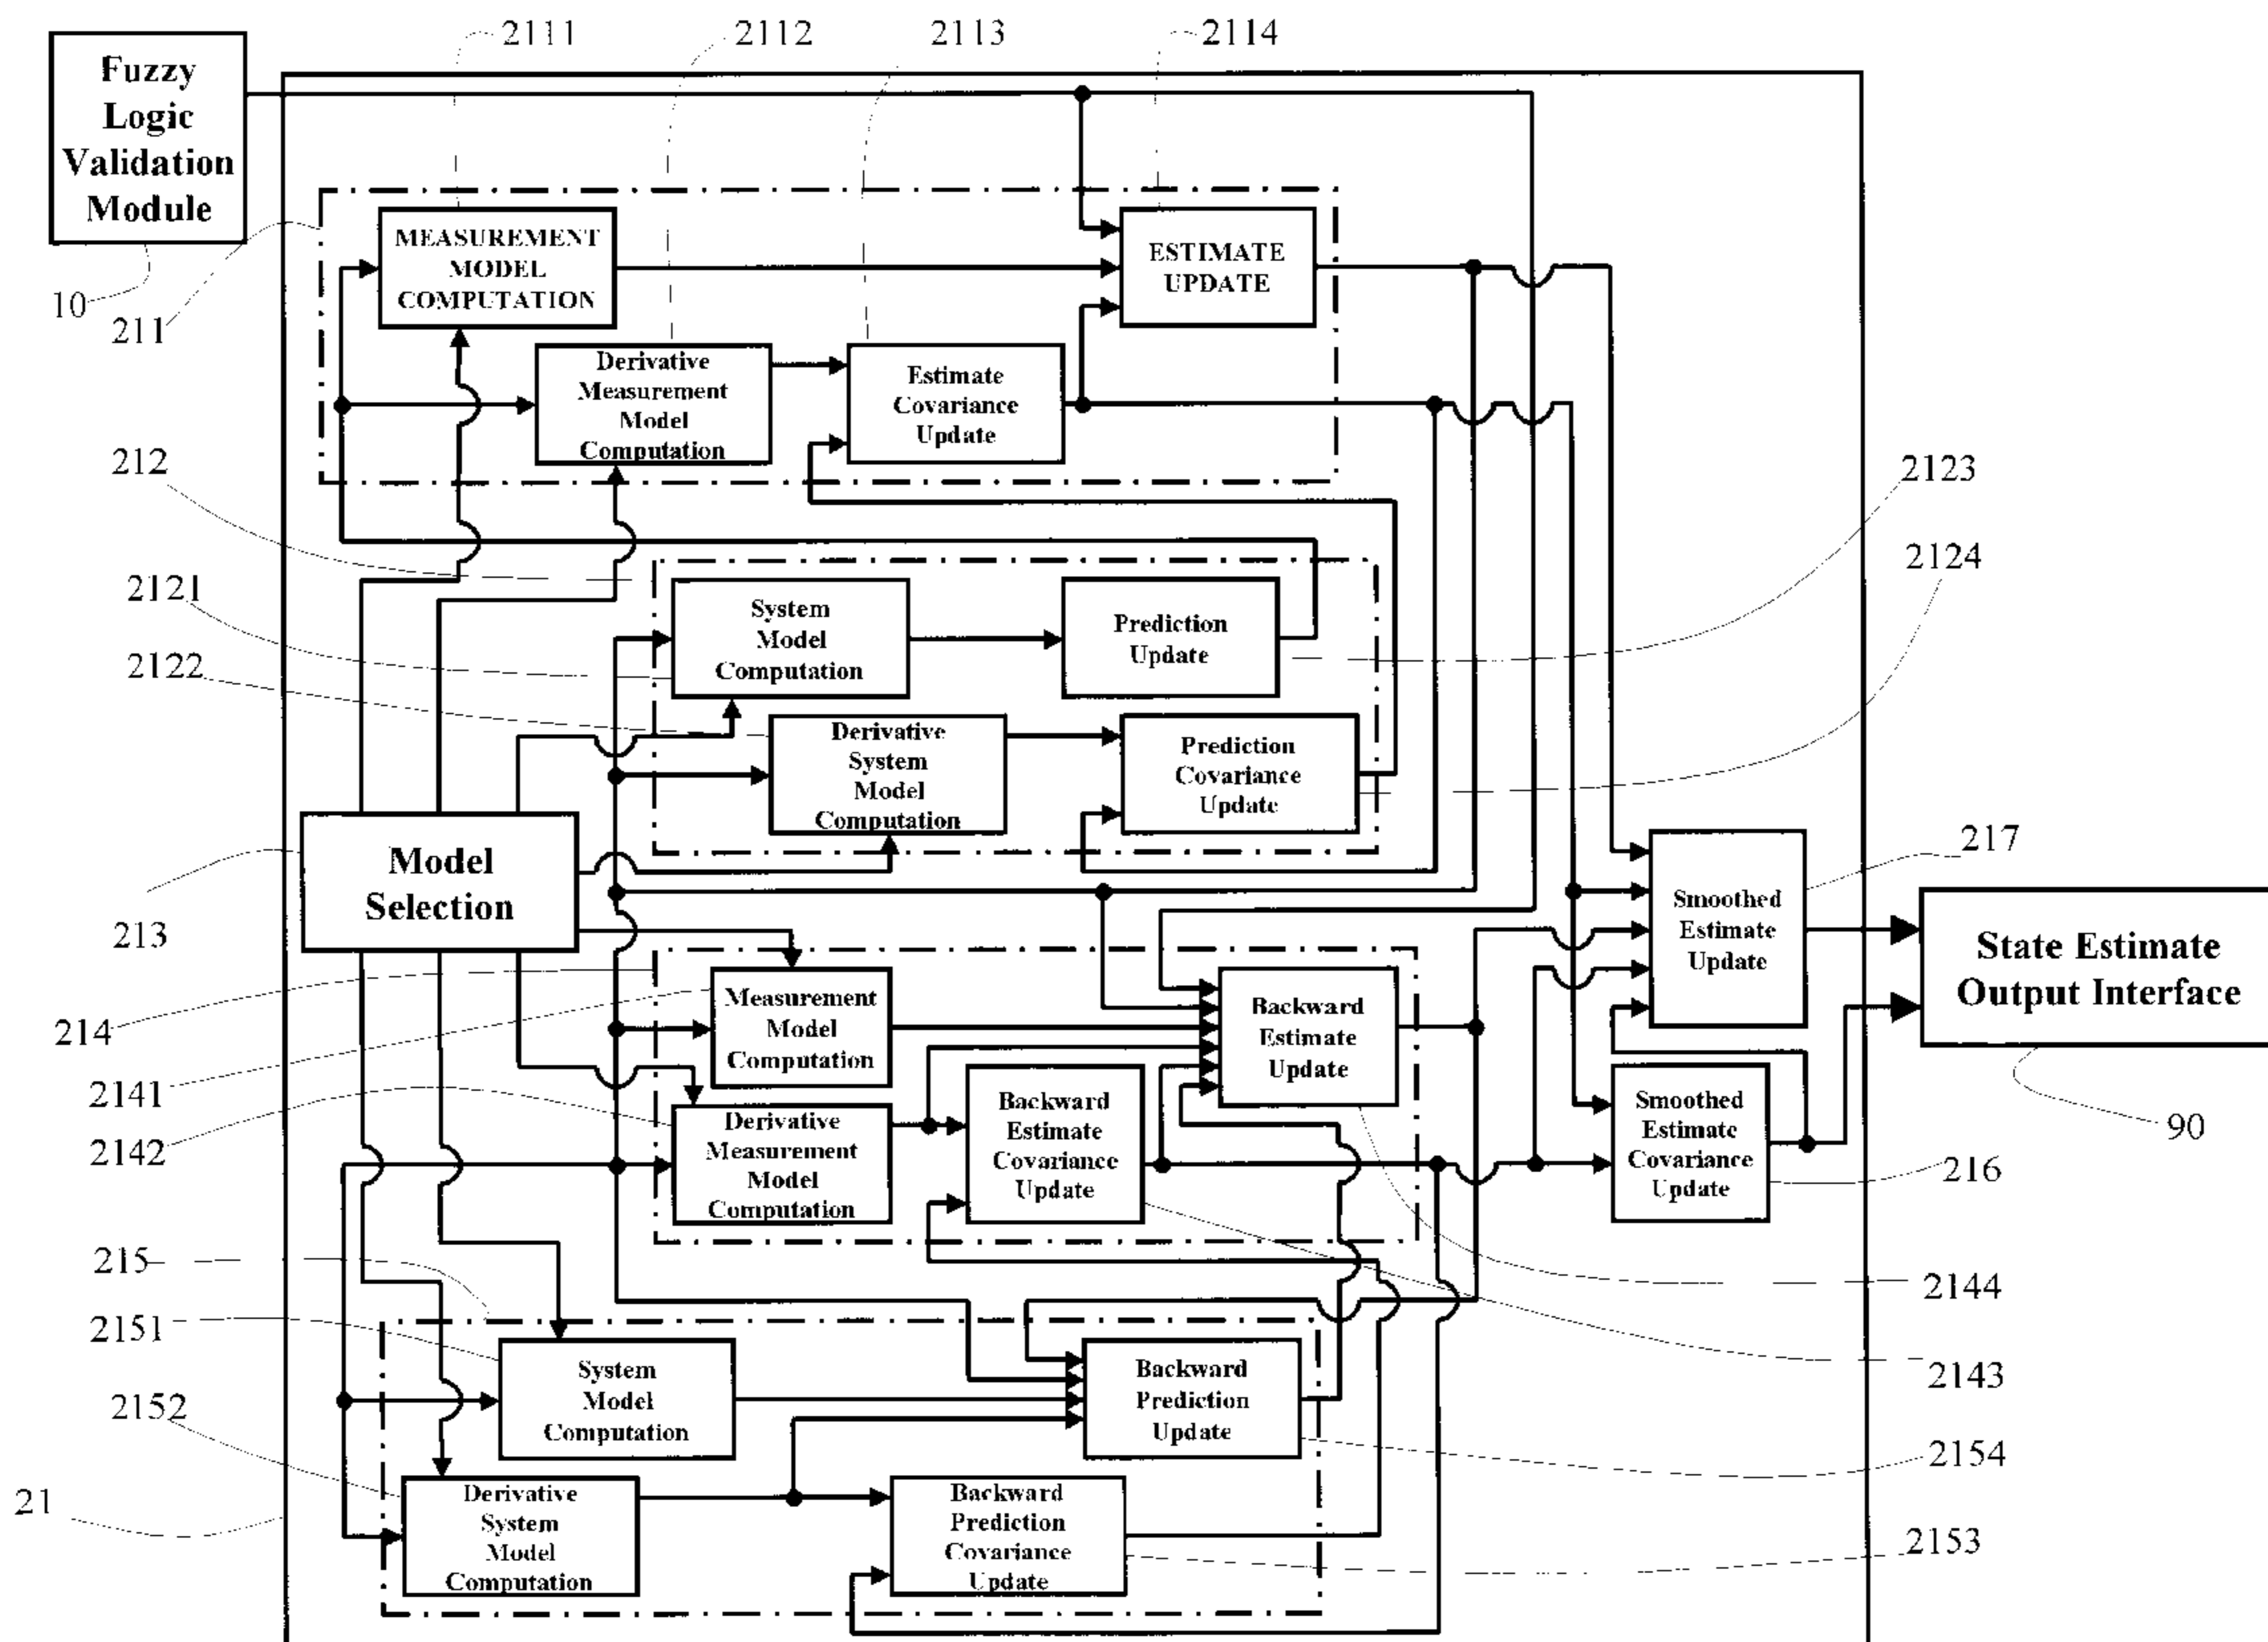 2111
2112
2113
2114
Fuzzy
Logic
Validation
Module
10
211
MEASUREMENT
MODEL
COMPUTATION
ESTIMATE
UPDATE
Derivative
Measurement
Model
Computation
Estimate
Covariance
Update
212
2123
2124
2121
2122
System
Model
Computation
Prediction
Update
Derivative
System
Model
Computation
Prediction
Covariance
Update
Model
Selection
213
217
Smoothed
Estimate
Update
State Estimate
Output Interface
90
214
2141
2142
Measurement
Model
Computation
Backward
Estimate
Update
Derivative
Measurement
Model
Computation
Backward
Estimate
Covariance
Update
Smoothed
Estimate
Covariance
Update
216
215
2144
2151
2143
System
Model
Computation
Backward
Prediction
Update
2152
2154
21
Derivative
System
Model
Computation
Backward
Prediction
Covariance
Update
2153